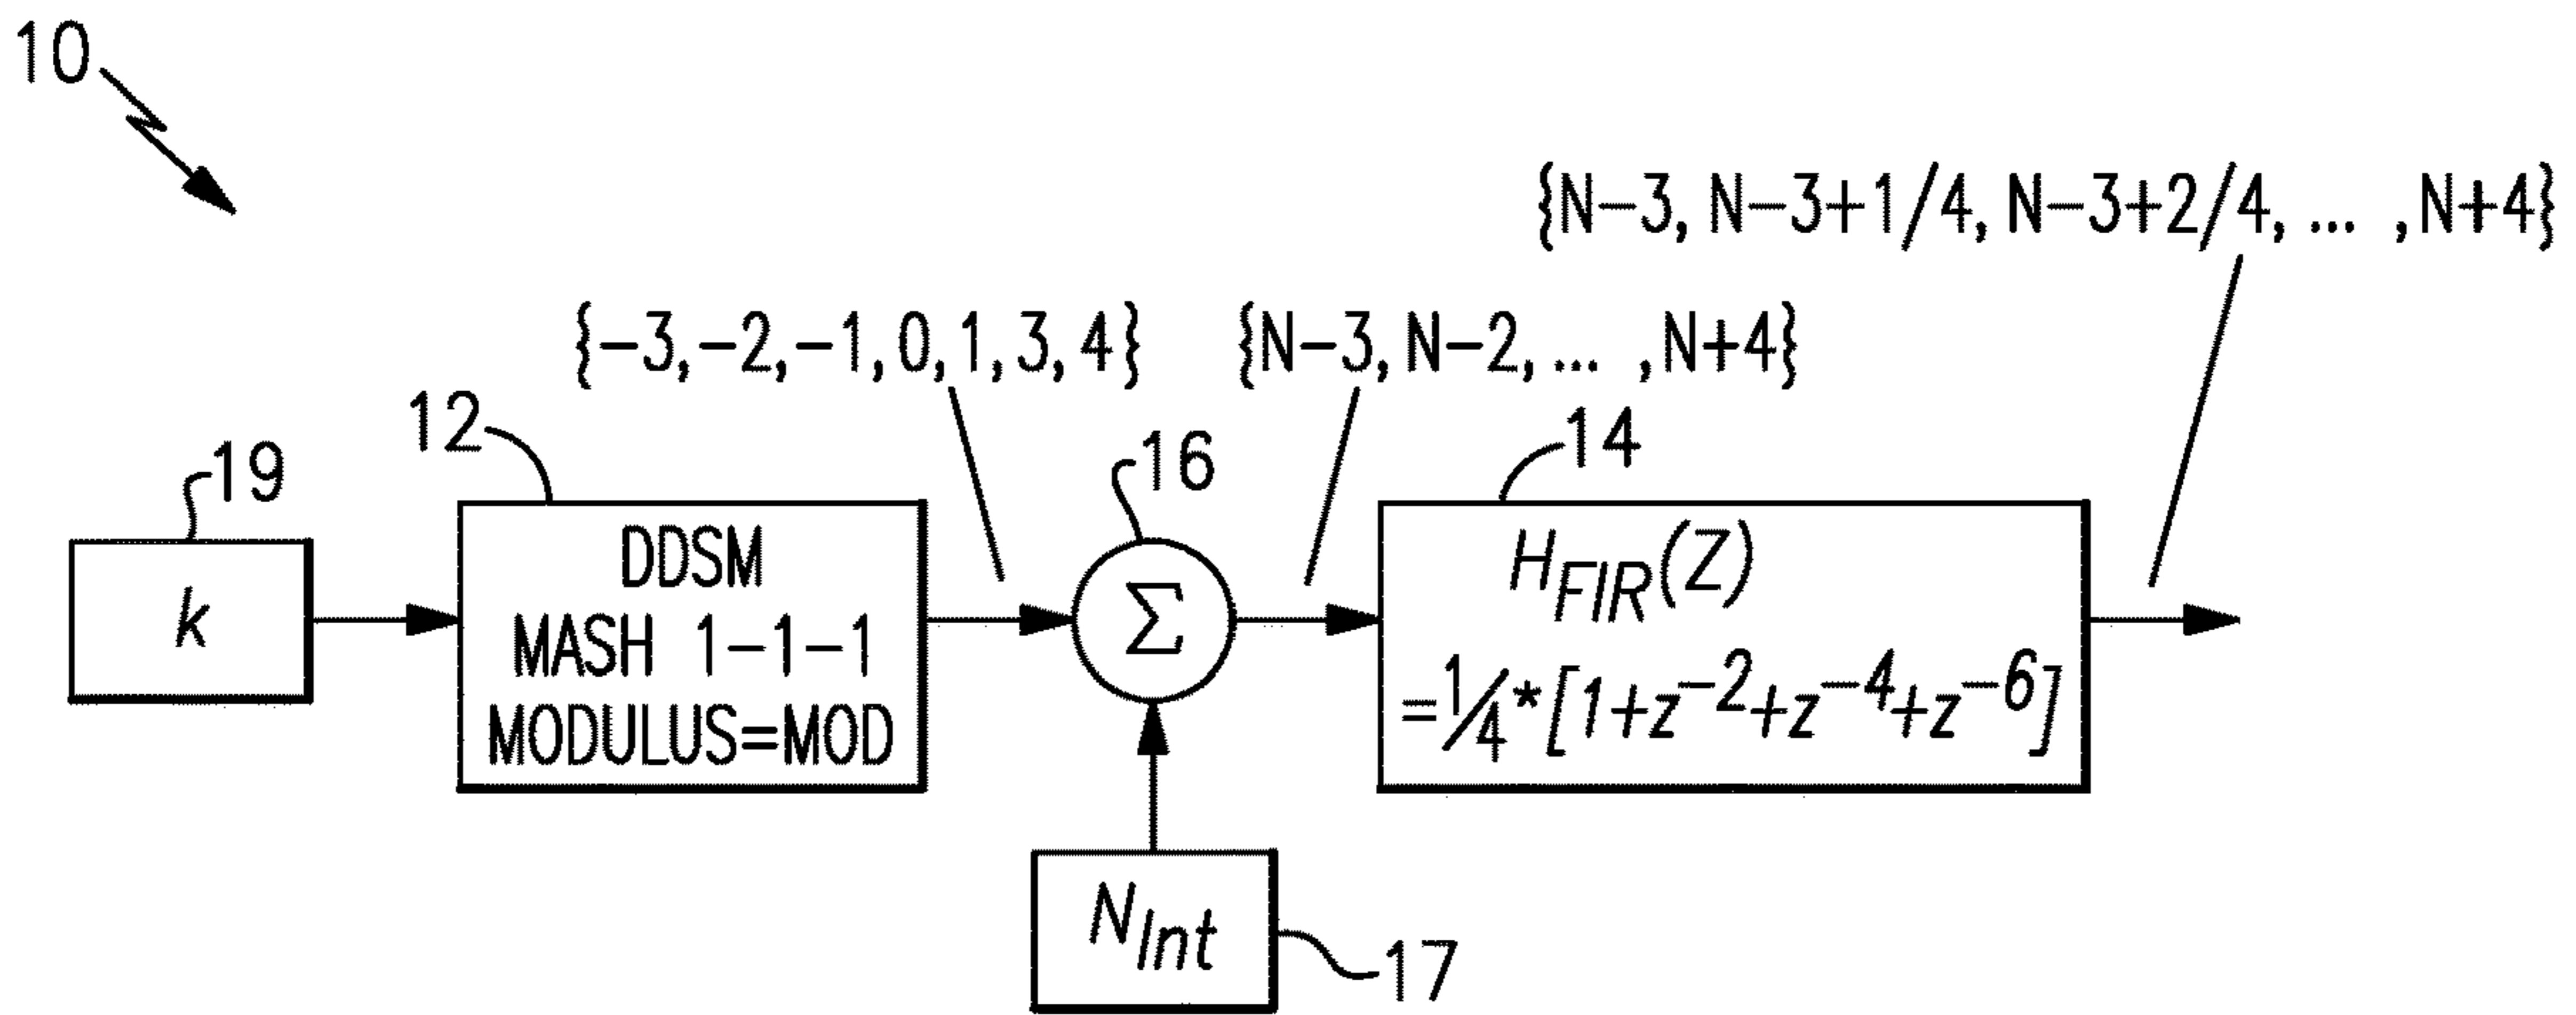 10
{N-3, N-3+1/4, N-3+2/4, ... ,N+4}
{-3,-2,-1,0,1,3,4}
{N-3, N-2, ... ,N+4}
19
12
16
14
k
DDSM
MASH 1-1-1
MODULUS=MOD
Σ
H_FIR(Z)
=1/4*[1+z^-2+z^-4+z^-6]
N_Int
17